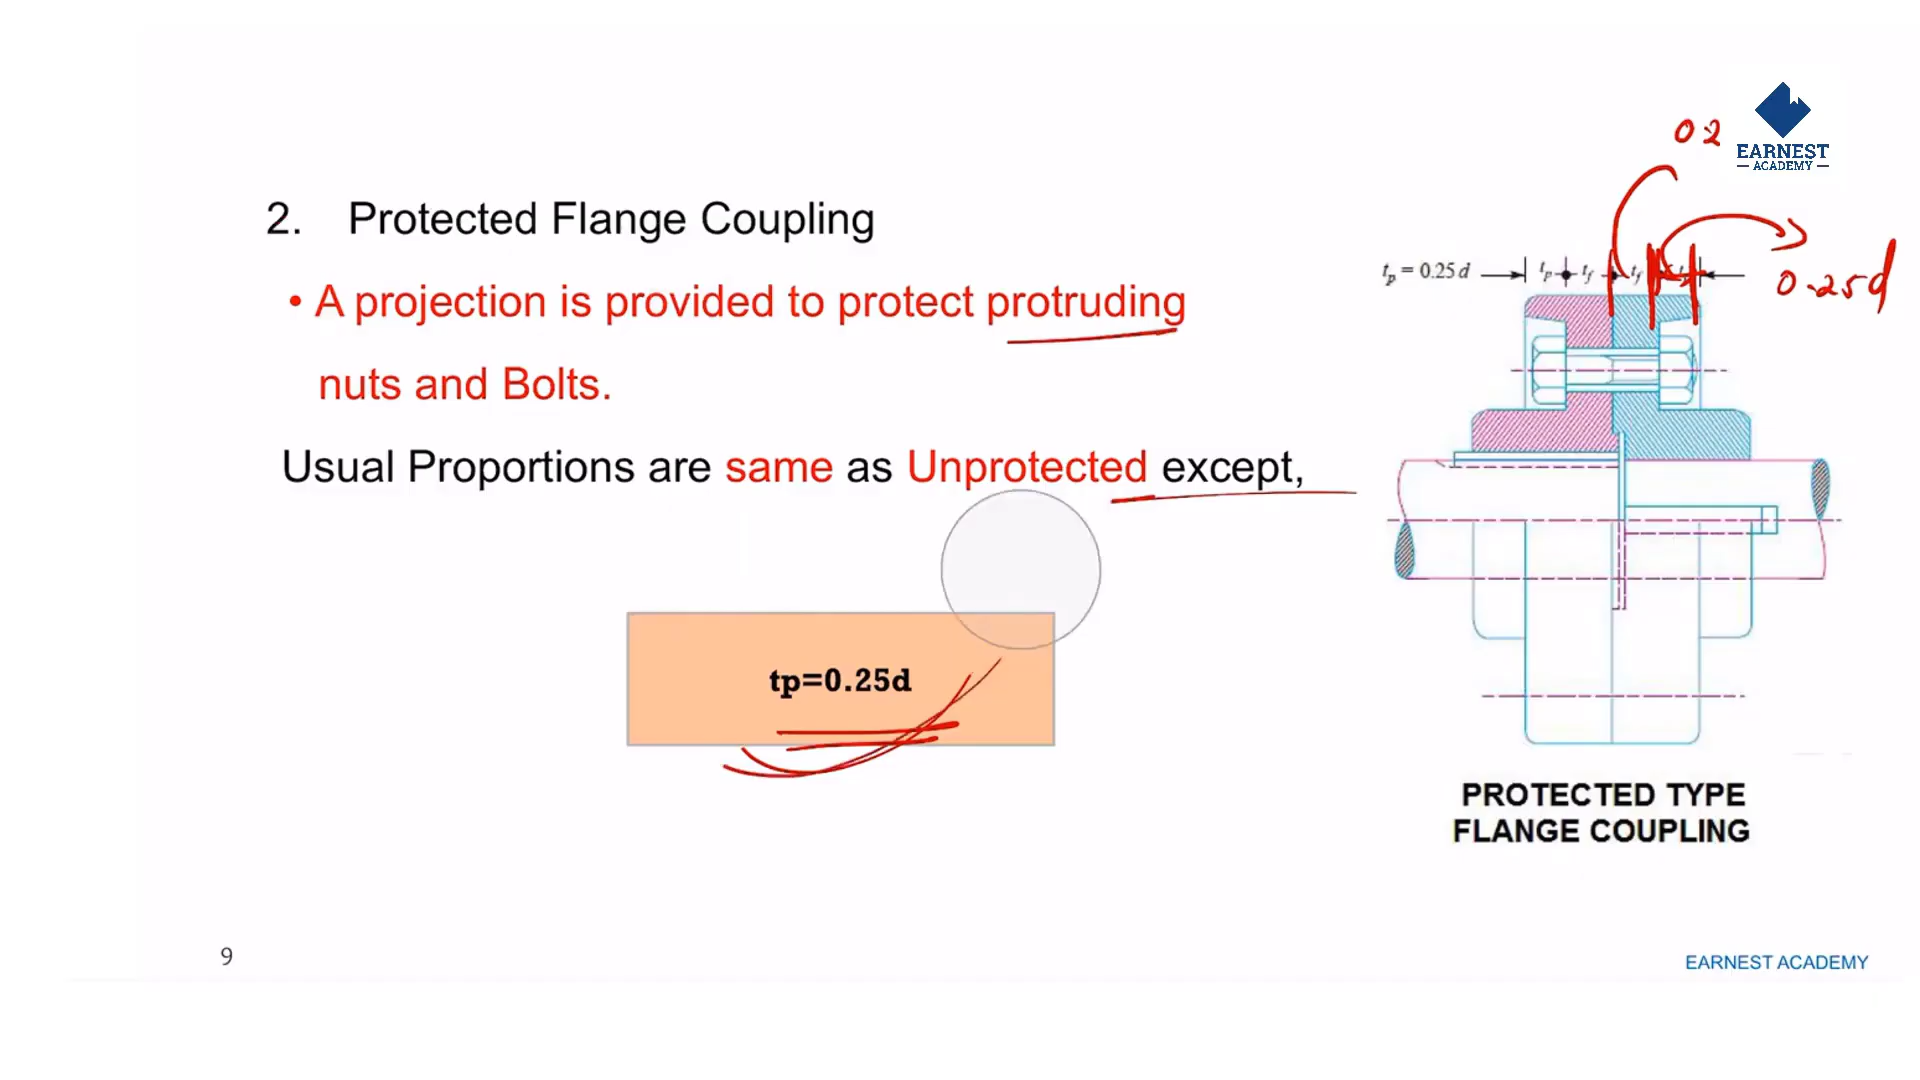 02
EARNEST
ACADEMY
2. Protected Flange Coupling
• A projection is provided to protect protruding
nuts and Bolts.
Usual Proportions are same as Unprotected except,
tp=0.25d
tp = 0.25 d
tp tf tf
0.25d
PROTECTED TYPE
FLANGE COUPLING
9
EARNEST ACADEMY